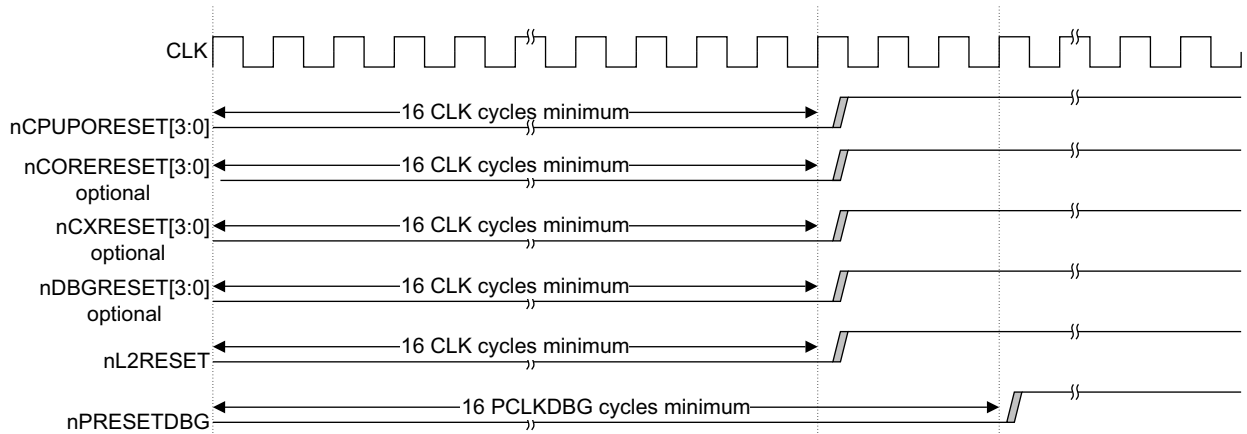 CLK
16 CLK cycles minimum
nCPUPORESET[3:0]
16 CLK cycles minimum
nCORERESET[3:0]
optional
16 CLK cycles minimum
nCXRESET[3:0]
optional
16 CLK cycles minimum
nDBGRESET[3:0]
optional
16 CLK cycles minimum
nL2RESET
16 PCLKDBG cycles minimum
nPRESETDBG